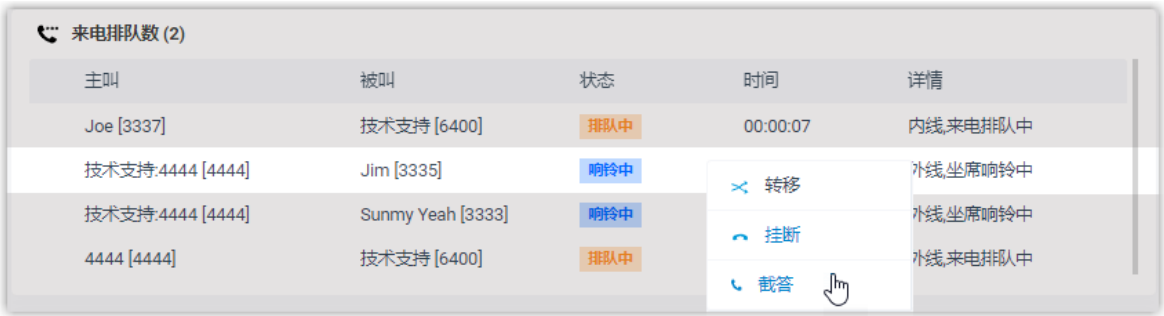 来电排队数 (2)
主叫 被叫 状态 时间 详情
Joe [3337] 技术支持 [6400] 排队中 00:00:07 内线,来电排队中
技术支持:4444 [4444] Jim [3335] 响铃中 外线,坐席响铃中
转移
技术支持:4444 [4444] Sunmy Yeah [3333] 响铃中 外线,坐席响铃中
挂断
4444 [4444] 技术支持 [6400] 排队中 外线,来电排队中
截答